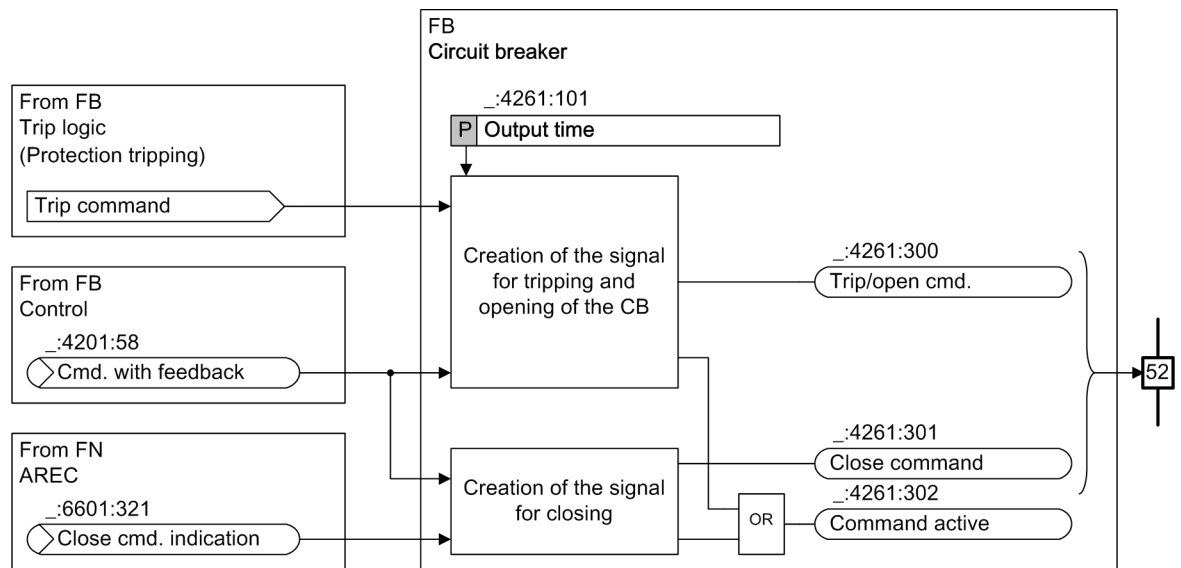 FB
Circuit breaker
_:4261:101
P
Output time
From FB
Trip logic
(Protection tripping)
Trip command
Creation of the signal
for tripping and
opening of the CB
_:4261:300
Trip/open cmd.
From FB
Control
_:4201:58
Cmd. with feedback
52
From FN
AREC
_:6601:321
Close cmd. indication
Creation of the signal
for closing
_:4261:301
Close command
_:4261:302
OR
Command active